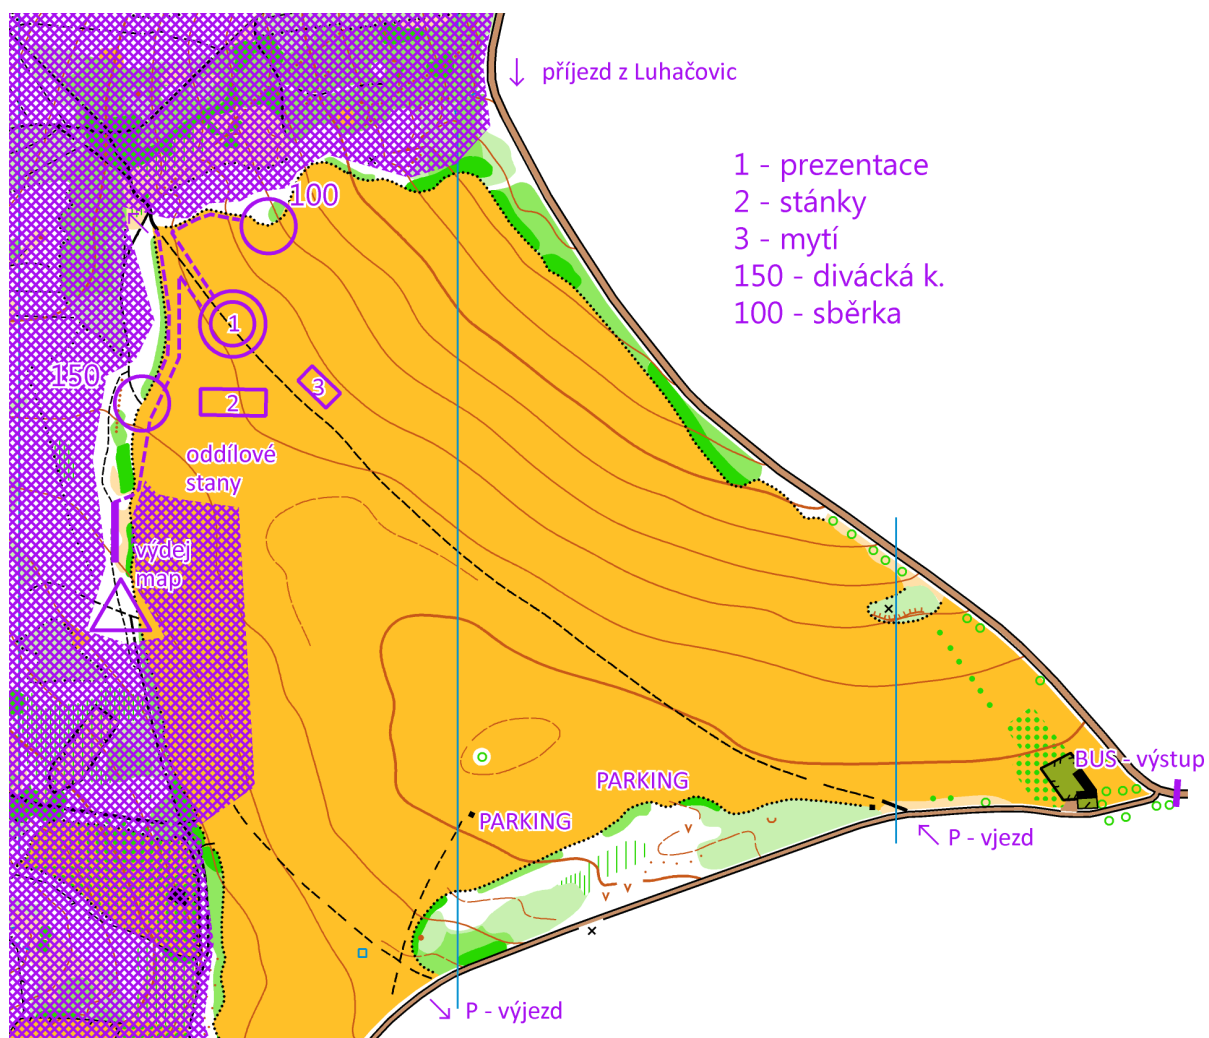 příjezd z Luhačovic
1 - prezentace
2 - stánky
3 - mytí
150 - divácká k.
100 - sběrka
100
1
150
2
3
oddílové
stany
výdej
map
BUS - výstup
PARKING
PARKING
P - vjezd
P - výjezd